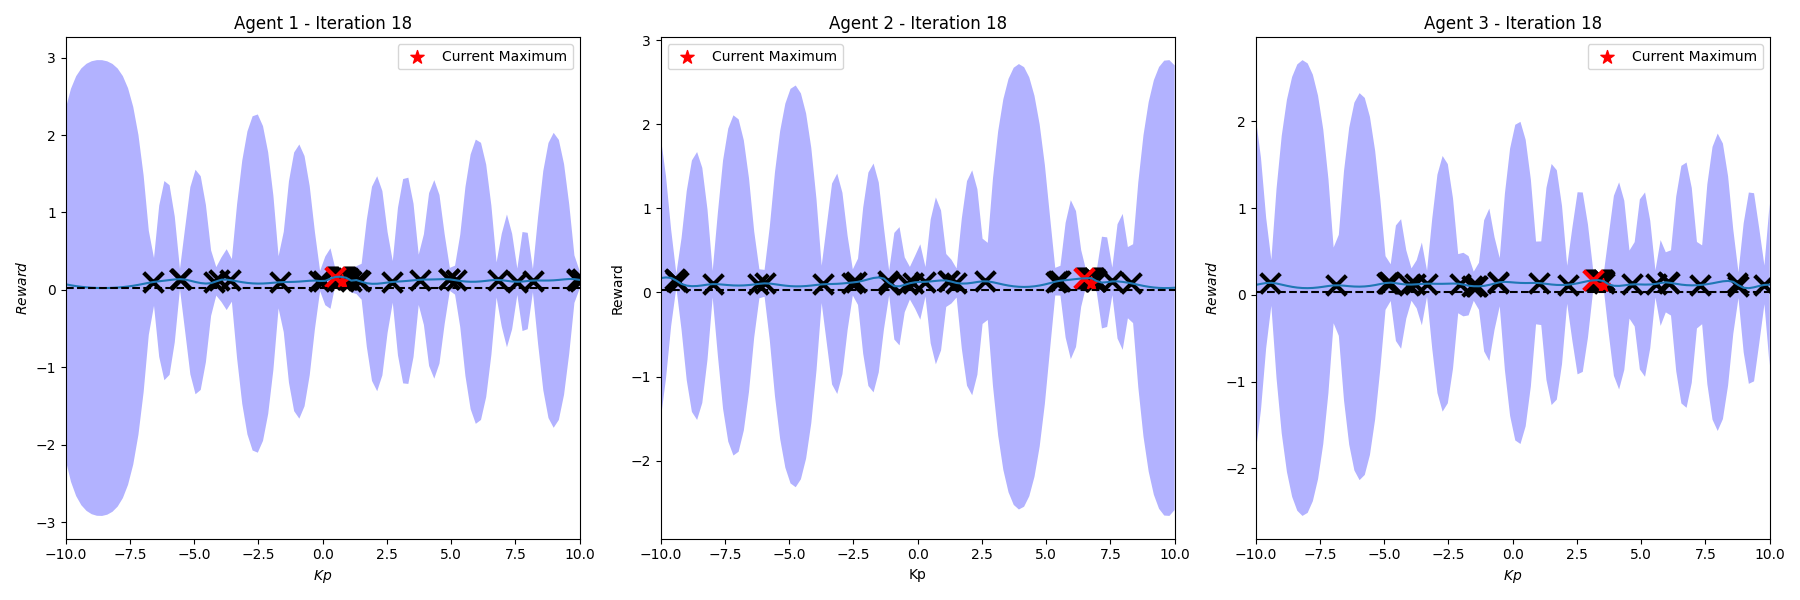 Agent 1 - Iteration 18
Current Maximum
3
2
1
0
−1
−2
−3
Reward
−10.0 −7.5 −5.0 −2.5 0.0 2.5 5.0 7.5 10.0
Kp
Agent 2 - Iteration 18
Current Maximum
3
2
1
0
−1
−2
Reward
−10.0 −7.5 −5.0 −2.5 0.0 2.5 5.0 7.5 10.0
Kp
Agent 3 - Iteration 18
Current Maximum
2
1
0
−1
−2
Reward
−10.0 −7.5 −5.0 −2.5 0.0 2.5 5.0 7.5 10.0
Kp